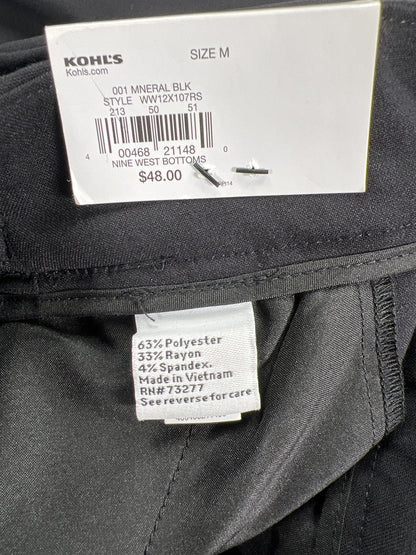 KOHL'S
SIZE M
Kohls.com
001 MNERAL BLK
STYLE WW12X107RS
213 50 51
4 00468 21148 0
NINE WEST BOTTOMS
$48.00
63% Polyester
33% Rayon
4% Spandex.
Made in Vietnam
RN#73277
See reverse for care